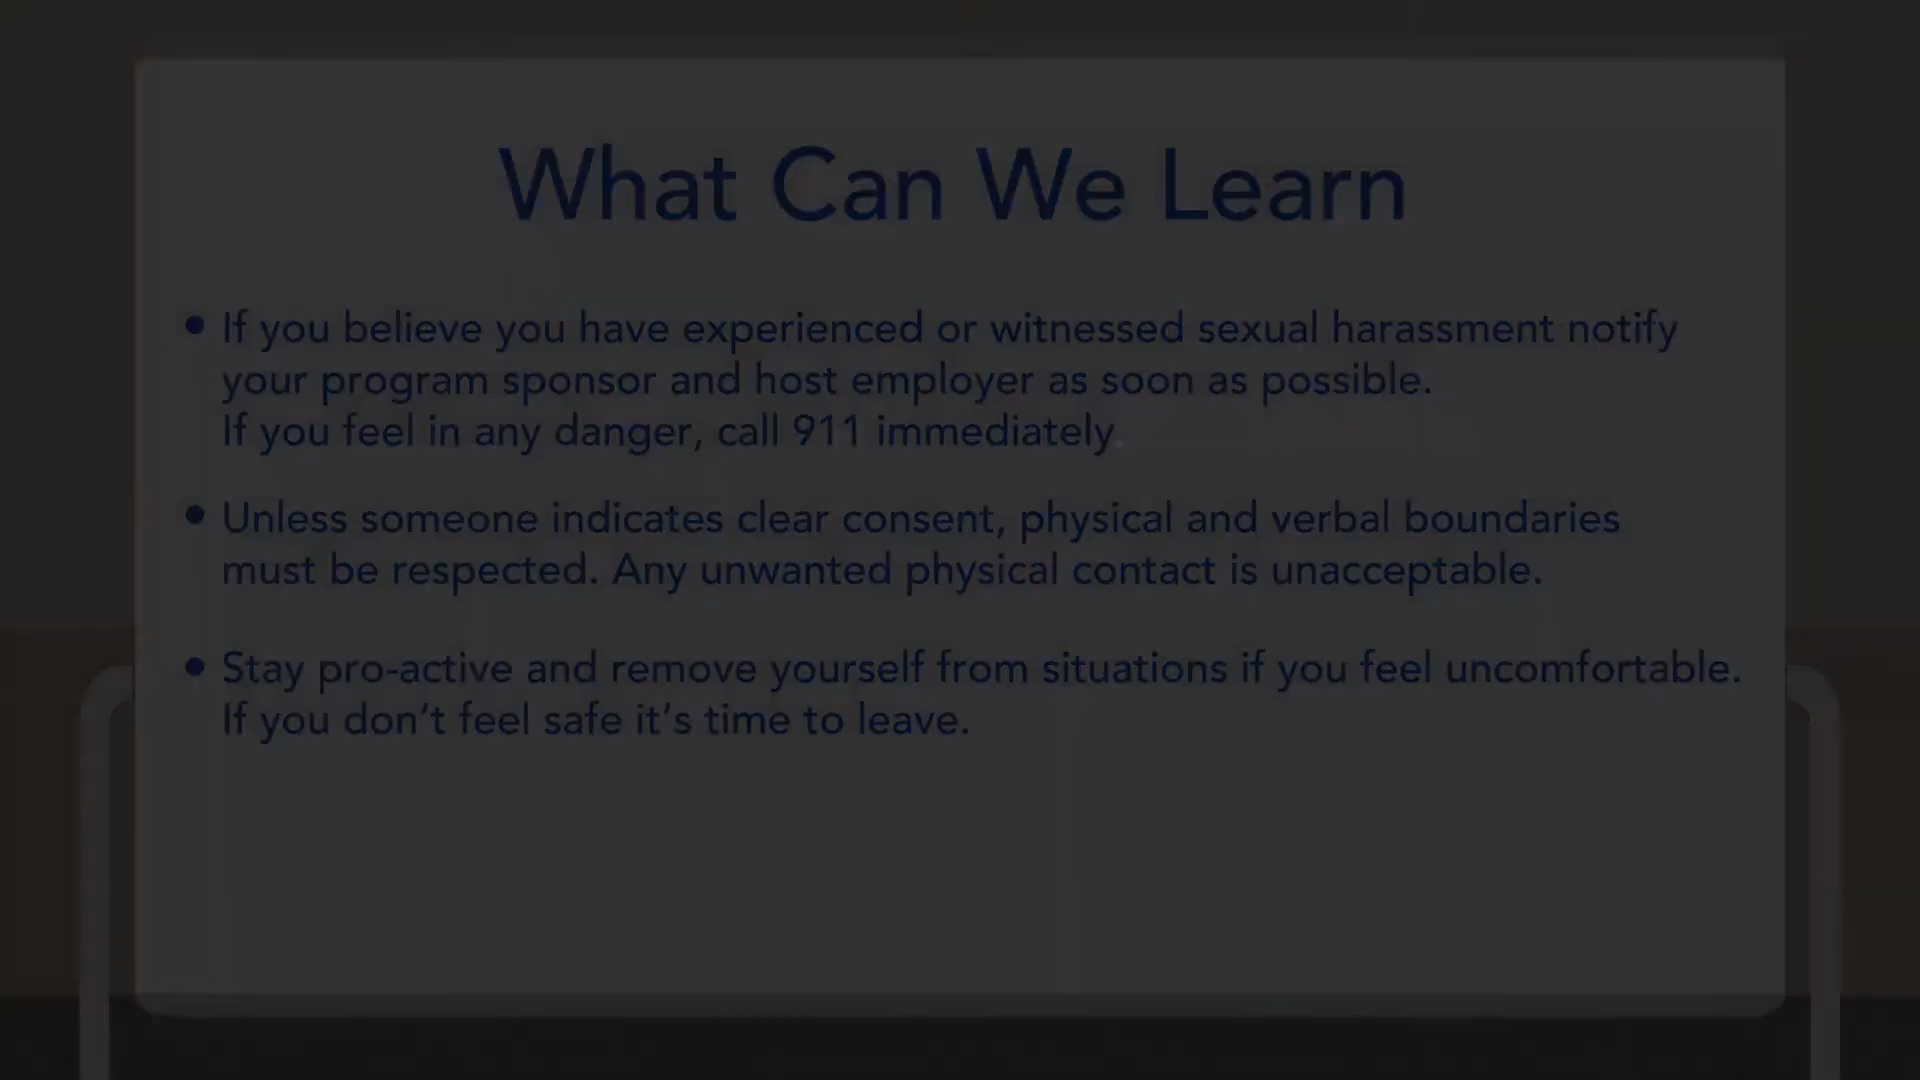 What Can We Learn
• If you believe you have experienced or witnessed sexual harassment notify
your program sponsor and host employer as soon as possible.
If you feel in any danger, call 911 immediately.
• Unless someone indicates clear consent, physical and verbal boundaries
must be respected. Any unwanted physical contact is unacceptable.
• Stay pro-active and remove yourself from situations if you feel uncomfortable.
If you don’t feel safe it’s time to leave.